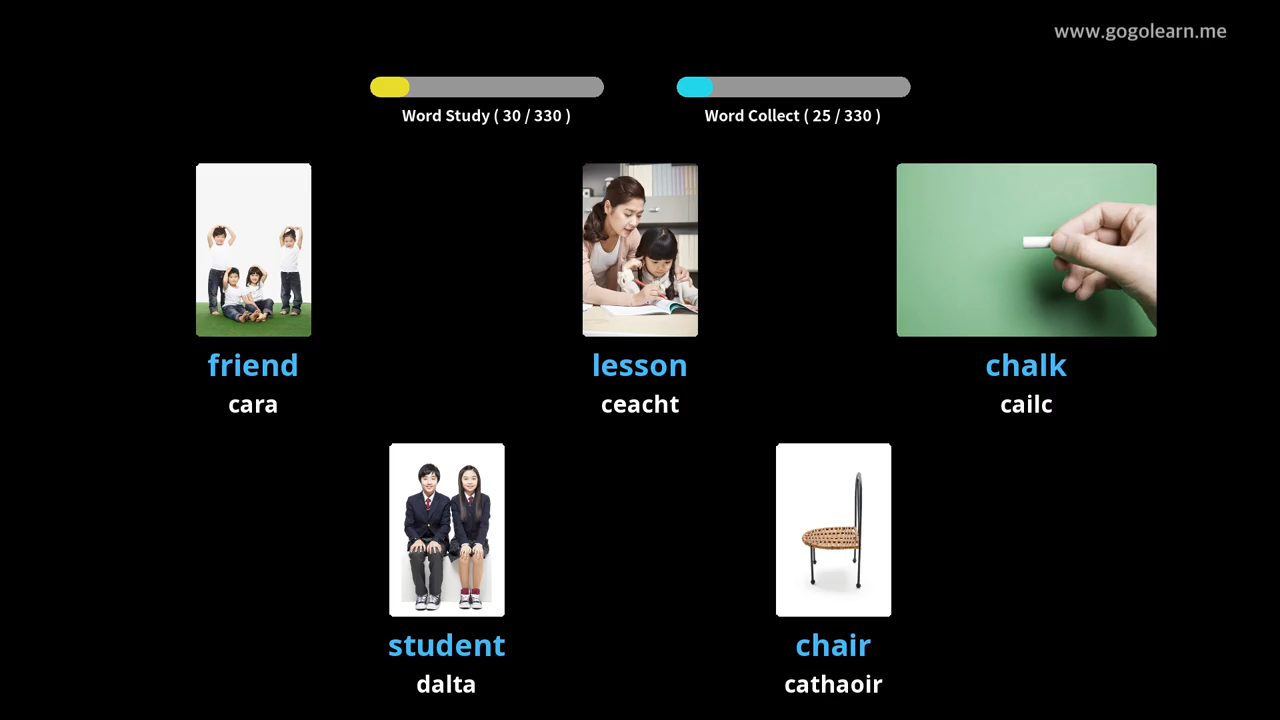 www.gogolearn.me
Word Study ( 30 / 330 )
Word Collect ( 25 / 330 )
friend
cara
lesson
ceacht
chalk
cailc
student
dalta
chair
cathaoir